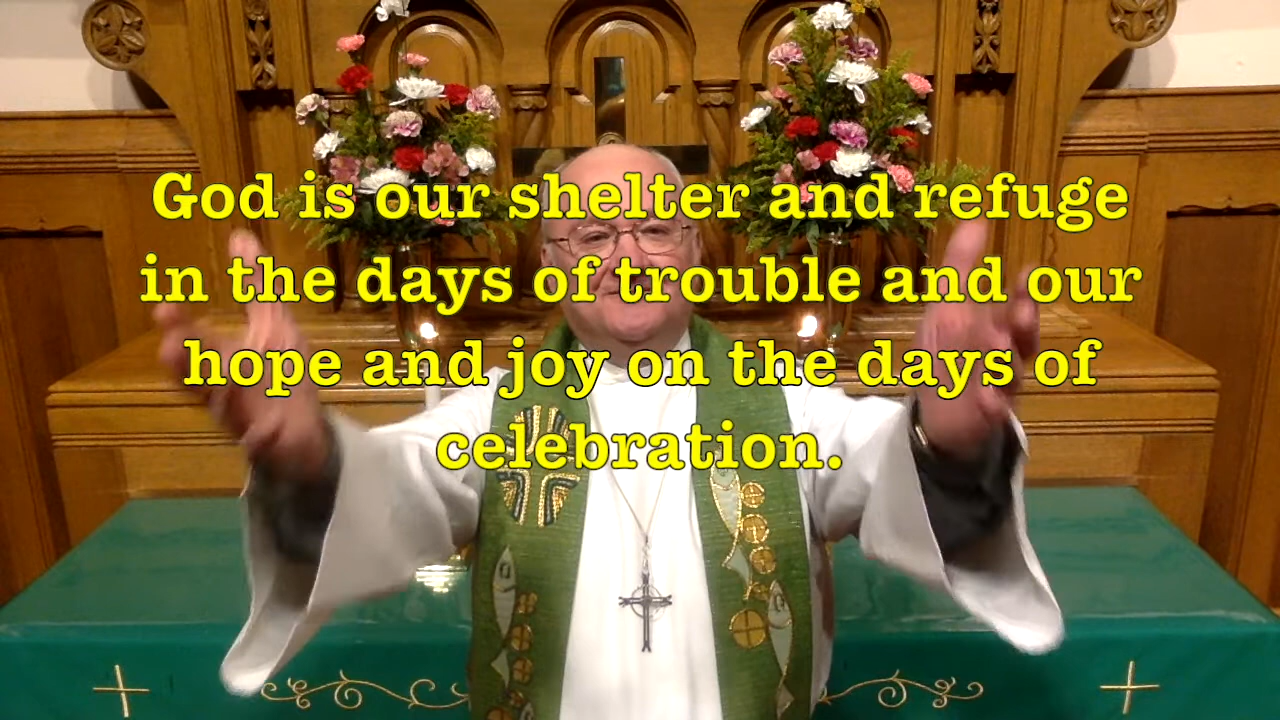 God is our shelter and refuge
in the days of trouble and our
hope and joy on the days of
celebration.